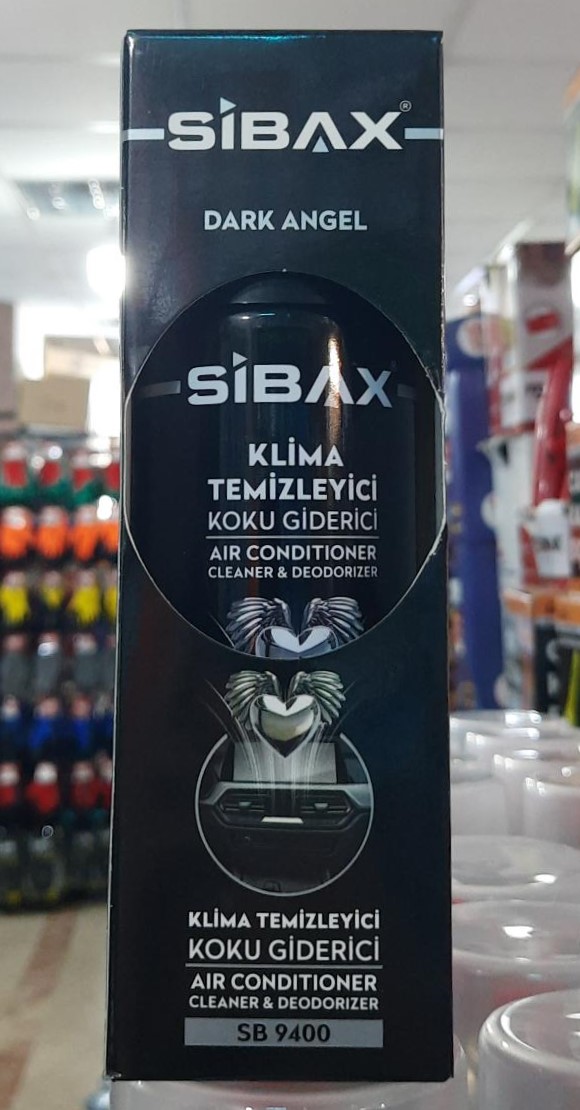 SİBAX®
DARK ANGEL
SİBAX
KLİMA
TEMİZLEYİCİ
KOKU GİDERİCİ
AIR CONDITIONER
CLEANER & DEODORIZER
KLİMA TEMİZLEYİCİ
KOKU GİDERİCİ
AIR CONDITIONER
CLEANER & DEODORIZER
SB 9400